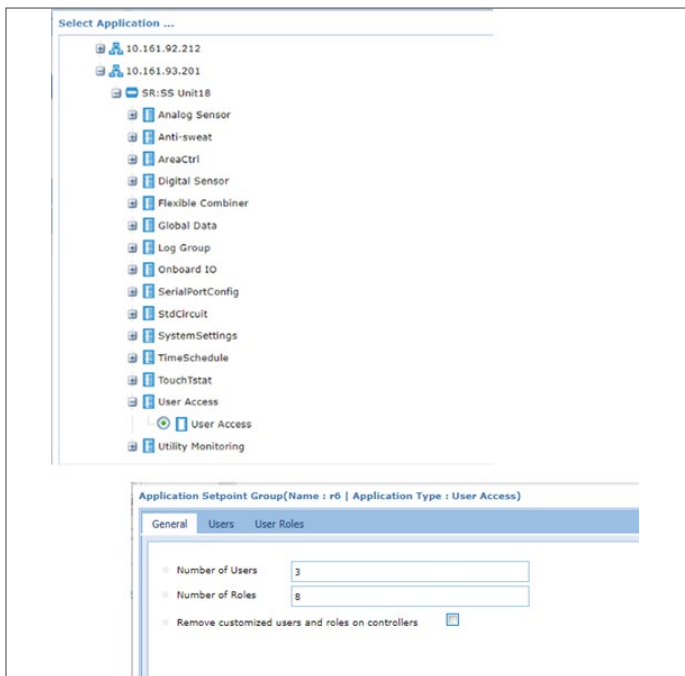 Select Application ...
10.161.92.212
10.161.93.201
SR:SS Unit18
Analog Sensor
Anti-sweat
AreaCtrl
Digital Sensor
Flexible Combiner
Global Data
Log Group
Onboard IO
SerialPortConfig
StdCircuit
SystemSettings
TimeSchedule
TouchTstat
User Access
User Access
Utility Monitoring
Application Setpoint Group(Name : r6 | Application Type : User Access)
General Users User Roles
Number of Users 3
Number of Roles 8
Remove customized users and roles on controllers